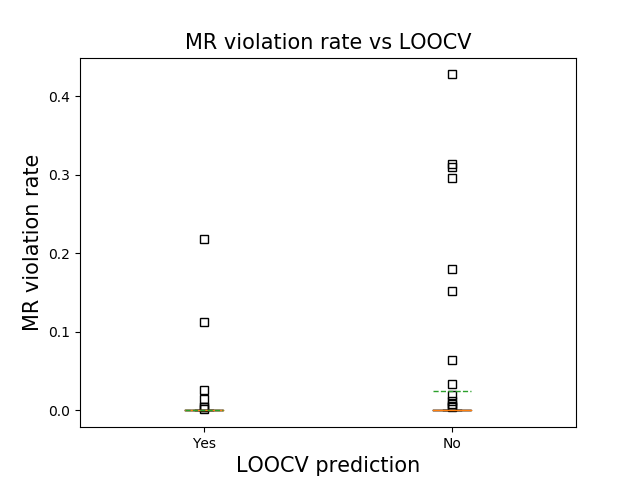 MR violation rate vs LOOCV
MR violation rate
0.4
0.3
0.2
0.1
0.0
Yes
No
LOOCV prediction